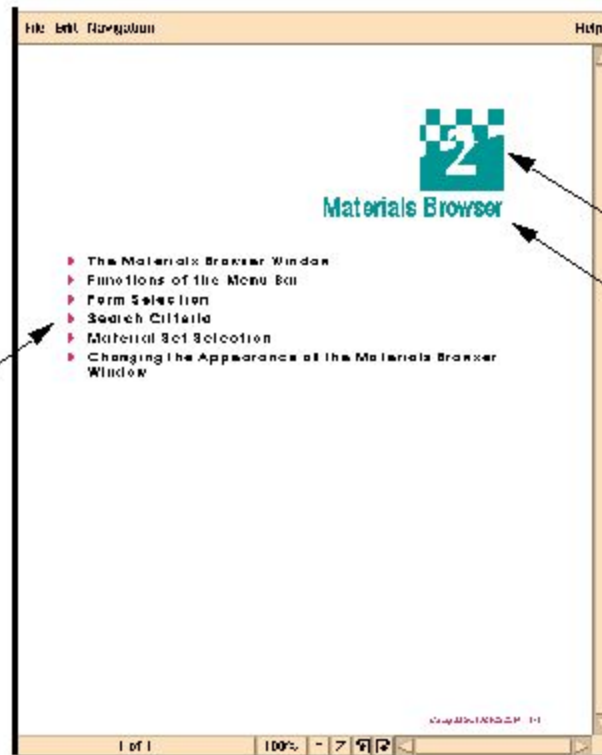 File Edit Navigation Help
2
Materials Browser
The Materials Browser Window
Functions of the Menu Bar
Form Selection
Search Criteria
Material Set Selection
Changing the Appearance of the Materials Browser
Window
1 of 1 100% - Z